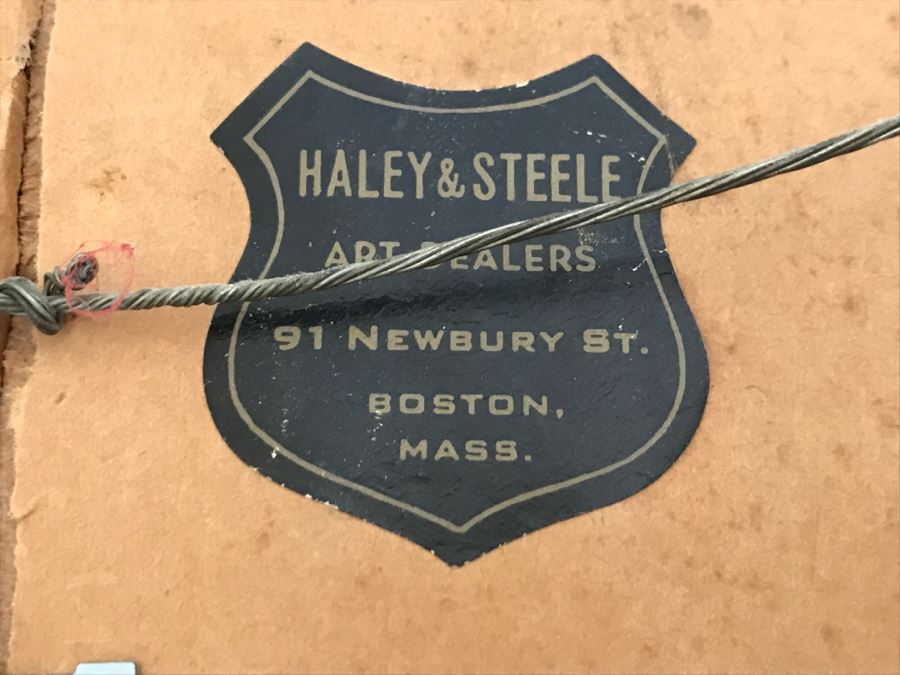 HALEY & STEELE
ART DEALERS
91 NEWBURY ST.
BOSTON,
MASS.